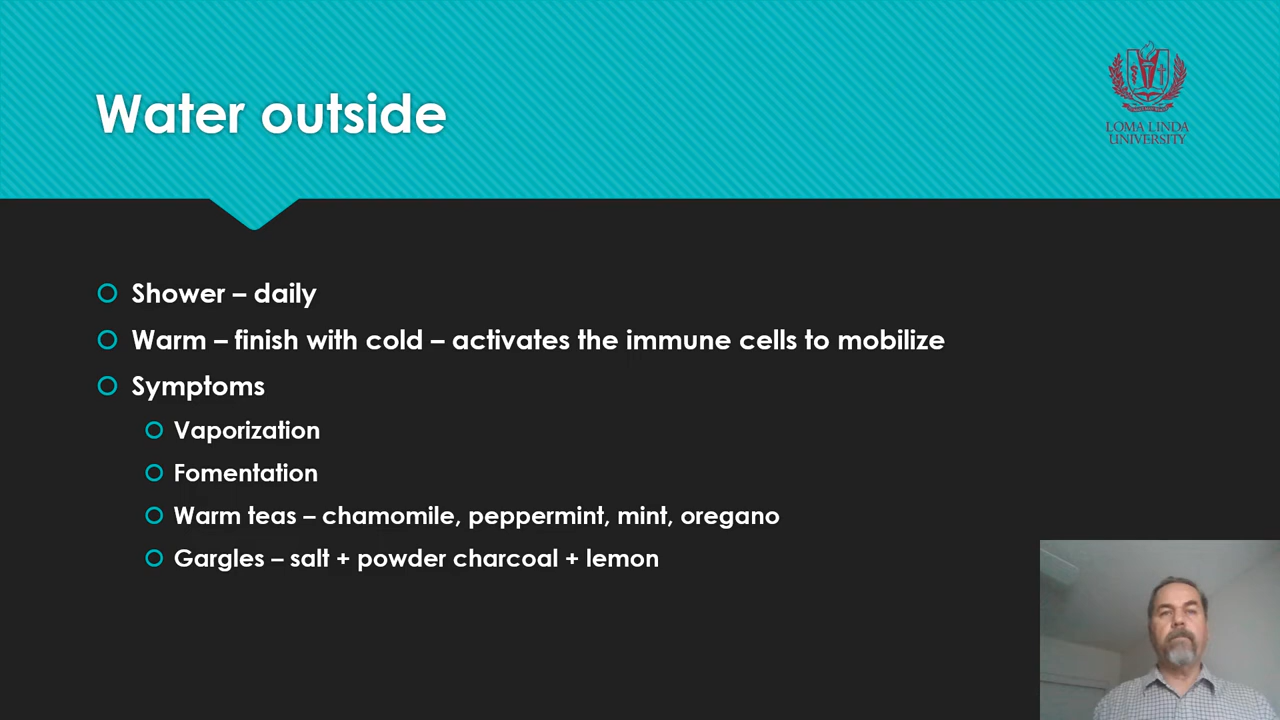 Water outside
LOMA LINDA
UNIVERSITY
Shower – daily
Warm – finish with cold – activates the immune cells to mobilize
Symptoms
Vaporization
Fomentation
Warm teas – chamomile, peppermint, mint, oregano
Gargles – salt + powder charcoal + lemon